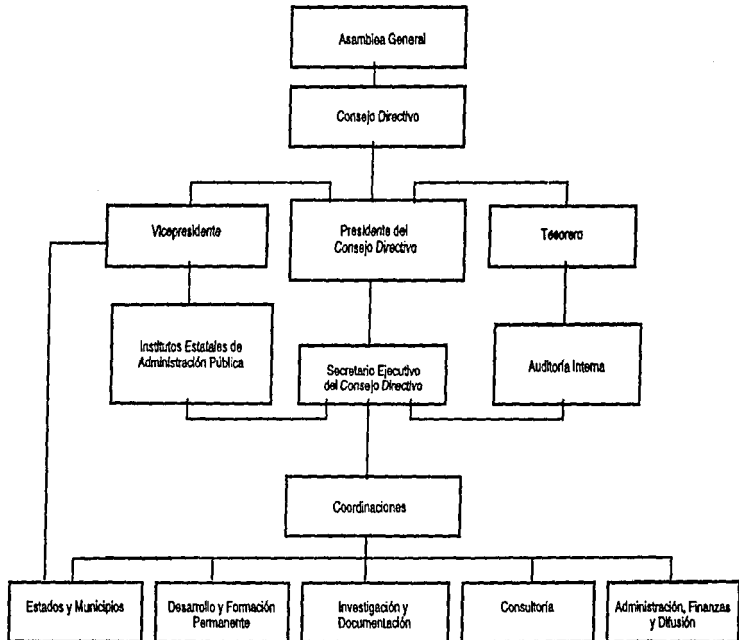 Asamblea General
Consejo Directivo
Vicepresidente
Presidente del
Consejo Directivo
Tesorero
Institutos Estatales de
Administración Pública
Secretario Ejecutivo
del Consejo Directivo
Auditoría Interna
Coordinaciones
Estados y Municipios
Desarrollo y Formación
Permanente
Investigación y
Documentación
Consultoría
Administración, Finanzas
y Difusión